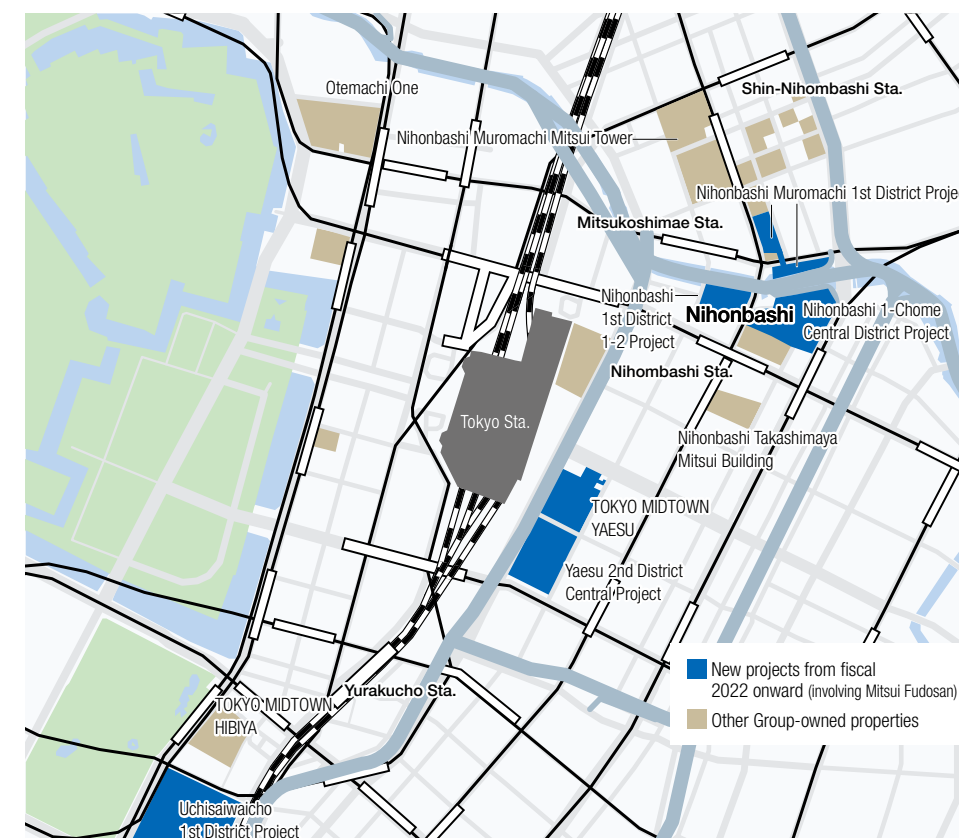 Otemachi One
Shin-Nihombashi Sta.
Nihonbashi Muromachi Mitsui Tower
Nihonbashi Muromachi 1st District Projec
Mitsukoshimae Sta.
Nihonbashi
1st District
1-2 Project
Nihonbashi
Nihonbashi 1-Chome
Central District Project
Nihombashi Sta.
Tokyo Sta.
Nihonbashi Takashimaya
Mitsui Building
TOKYO MIDTOWN
YAESU
Yaesu 2nd District
Central Project
Yurakucho Sta.
TOKYO MIDTOWN
HIBIYA
Uchisaiwaicho
1st District Project
New projects from fiscal
2022 onward (involving Mitsui Fudosan)
Other Group-owned properties